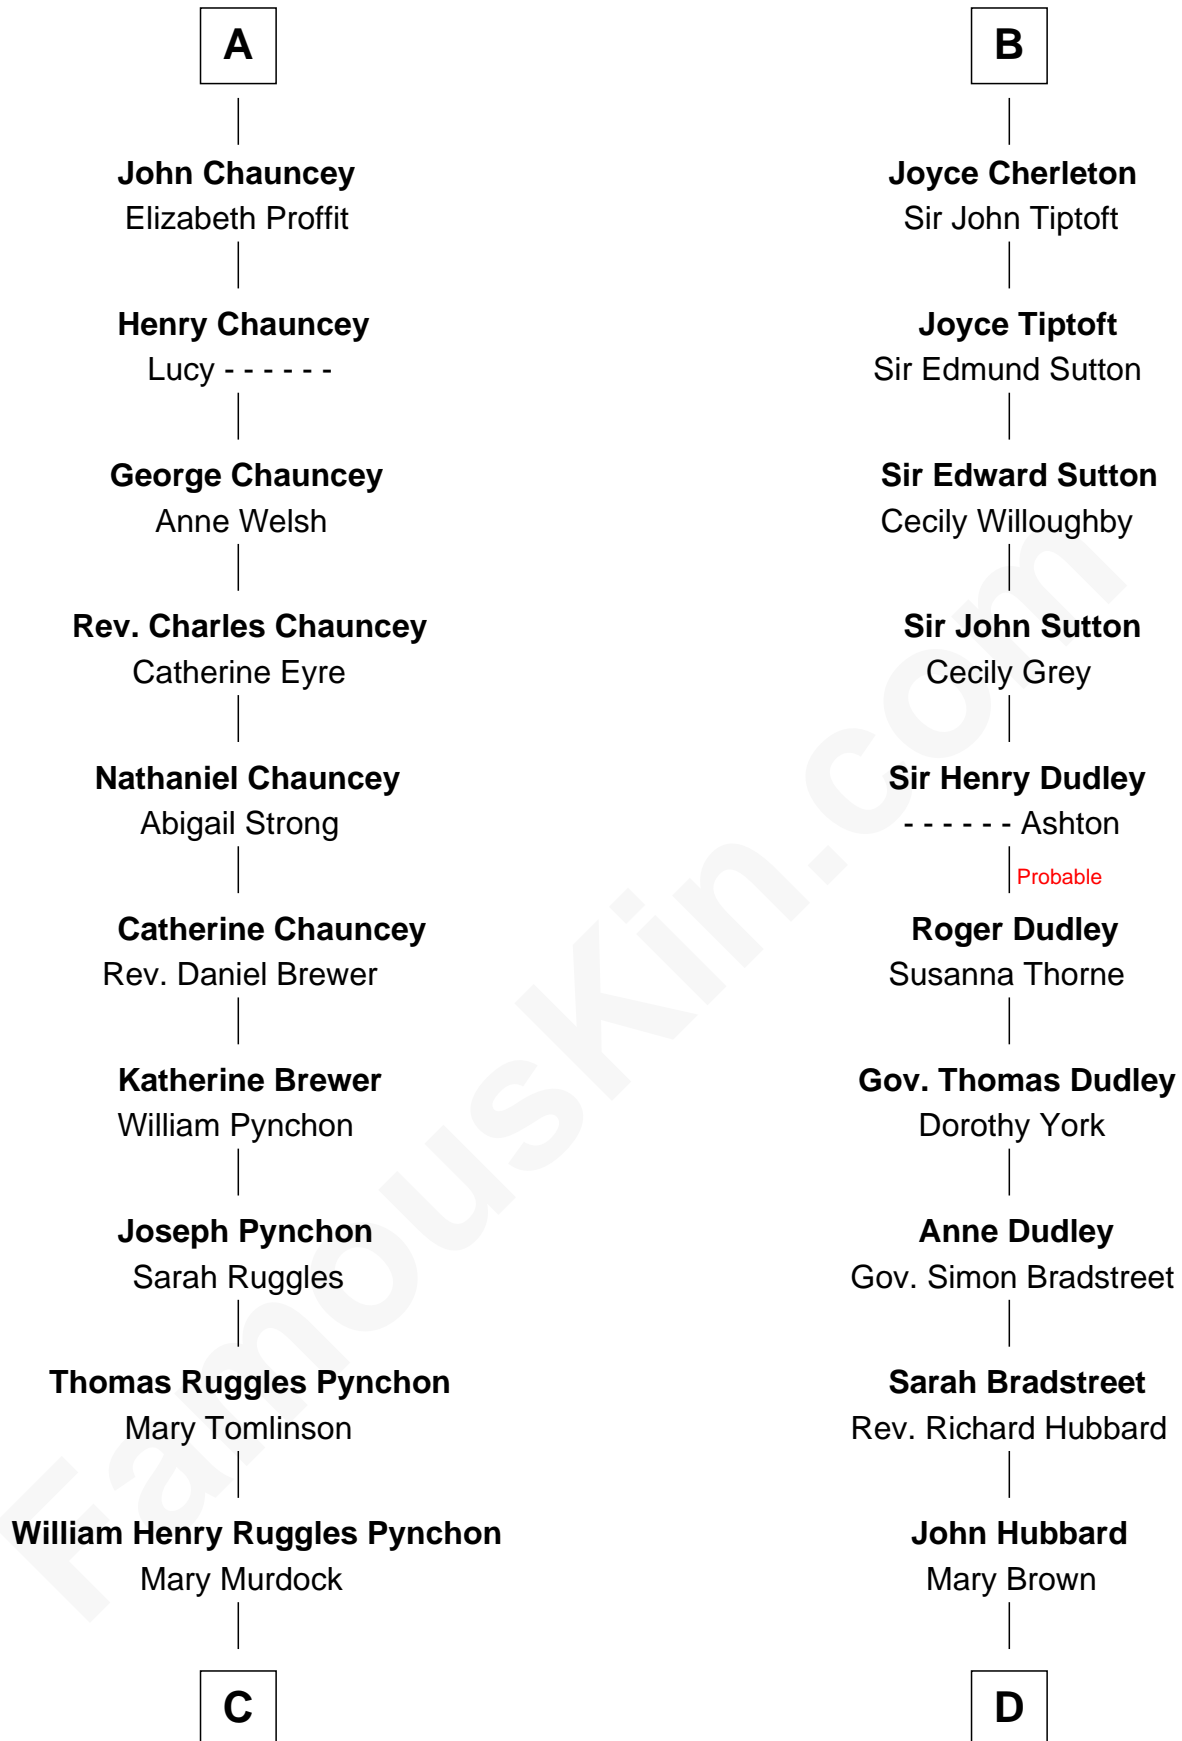 A
John Chauncey
Elizabeth Proffit
Henry Chauncey
Lucy - - - - - -
George Chauncey
Anne Welsh
Rev. Charles Chauncey
Catherine Eyre
Nathaniel Chauncey
Abigail Strong
Catherine Chauncey
Rev. Daniel Brewer
Katherine Brewer
William Pynchon
Joseph Pynchon
Sarah Ruggles
Thomas Ruggles Pynchon
Mary Tomlinson
William Henry Ruggles Pynchon
Mary Murdock
C
B
Joyce Cherleton
Sir John Tiptoft
Joyce Tiptoft
Sir Edmund Sutton
Sir Edward Sutton
Cecily Willoughby
Sir John Sutton
Cecily Grey
Sir Henry Dudley
- - - - - - Ashton
Probable
Roger Dudley
Susanna Thorne
Gov. Thomas Dudley
Dorothy York
Anne Dudley
Gov. Simon Bradstreet
Sarah Bradstreet
Rev. Richard Hubbard
John Hubbard
Mary Brown
D
FamousKin.com